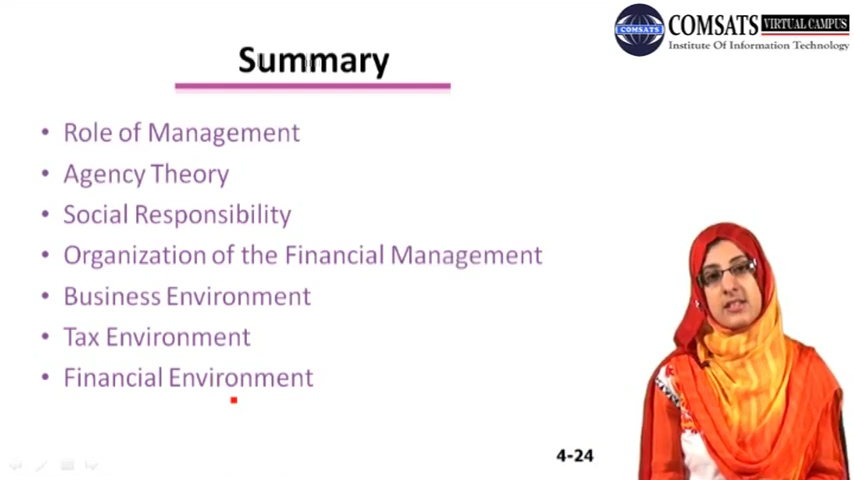 COMSATS
COMSATS VIRTUAL CAMPUS
Institute Of Information Technology
Summary
• Role of Management
• Agency Theory
• Social Responsibility
• Organization of the Financial Management
• Business Environment
• Tax Environment
• Financial Environment
4-24